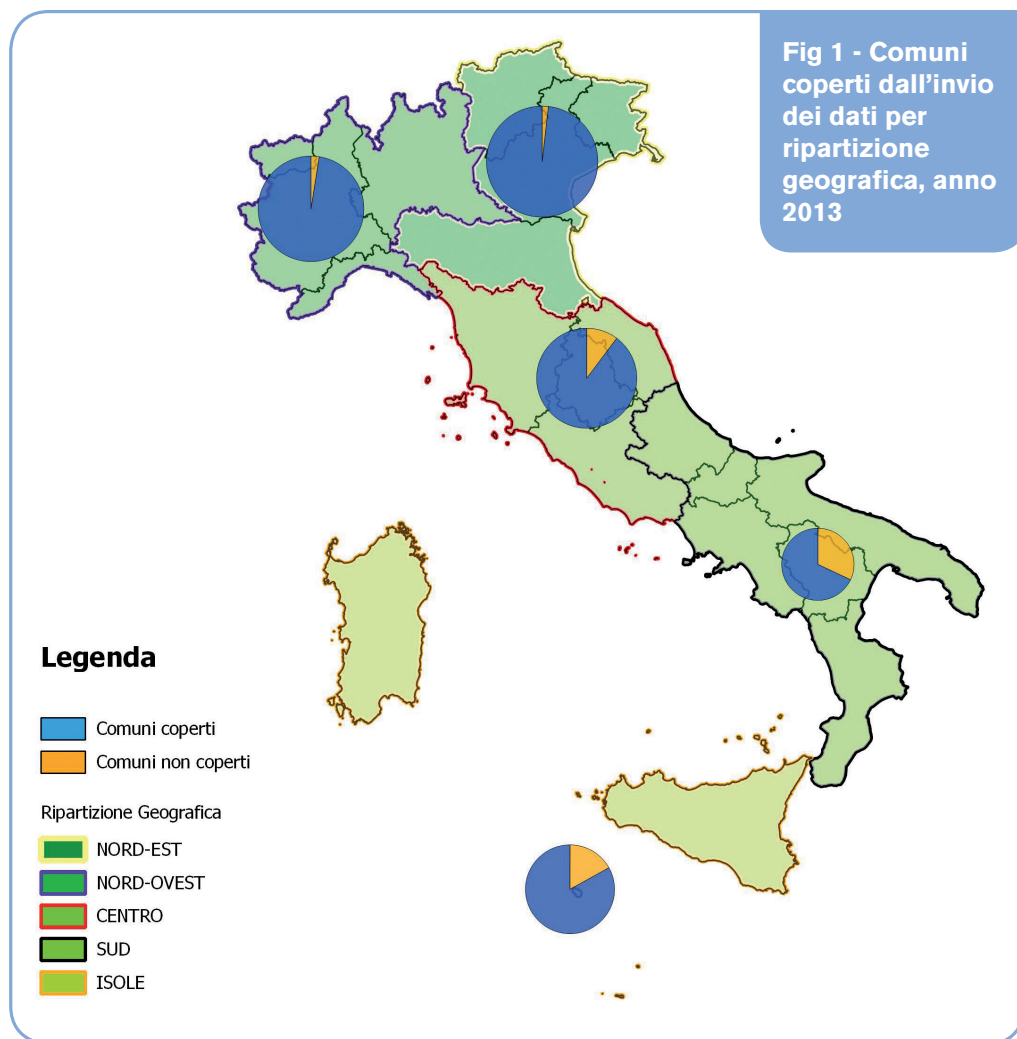 Fig 1 - Comuni
coperti dall'invio
dei dati per
ripartizione
geografica, anno
2013
Legenda
Comuni coperti
Comuni non coperti
Ripartizione Geografica
NORD-EST
NORD-OVEST
CENTRO
SUD
ISOLE